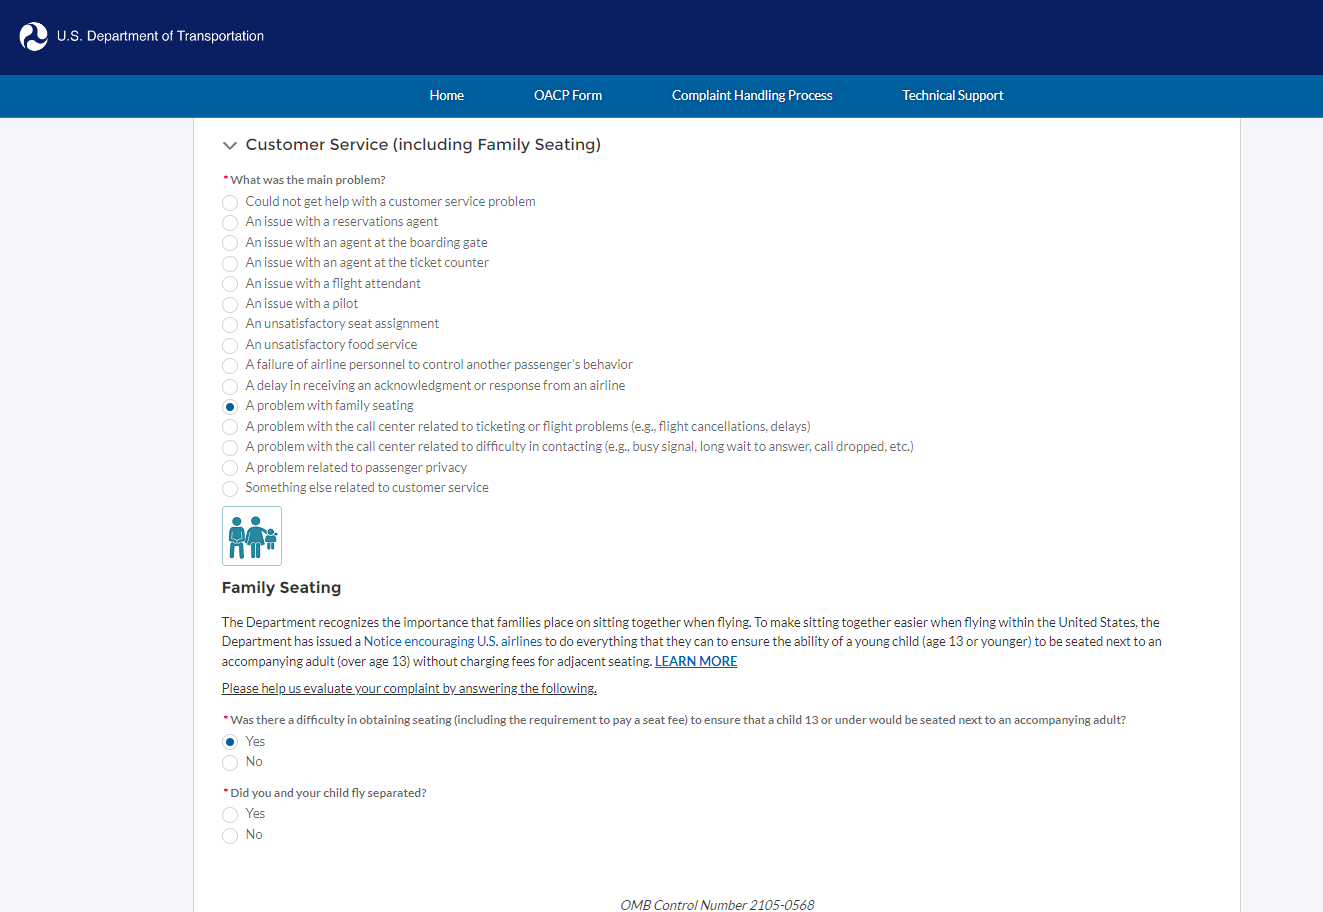 U.S. Department of Transportation
Home
OACP Form
Complaint Handling Process
Technical Support
Customer Service (including Family Seating)
*What was the main problem?
Could not get help with a customer service problem
An issue with a reservations agent
An issue with an agent at the boarding gate
An issue with an agent at the ticket counter
An issue with a flight attendant
An issue with a pilot
An unsatisfactory seat assignment
An unsatisfactory food service
A failure of airline personnel to control another passenger's behavior
A delay in receiving an acknowledgment or response from an airline
A problem with family seating
A problem with the call center related to ticketing or flight problems (e.g., flight cancellations, delays)
A problem with the call center related to difficulty in contacting (e.g., busy signal, long wait to answer, call dropped, etc.)
A problem related to passenger privacy
Something else related to customer service
Family Seating
The Department recognizes the importance that families place on sitting together when flying. To make sitting together easier when flying within the United States, the
Department has issued a Notice encouraging U.S. airlines to do everything that they can to ensure the ability of a young child (age 13 or younger) to be seated next to an
accompanying adult (over age 13) without charging fees for adjacent seating. LEARN MORE
Please help us evaluate your complaint by answering the following.
*Was there a difficulty in obtaining seating (including the requirement to pay a seat fee) to ensure that a child 13 or under would be seated next to an accompanying adult?
Yes
No
*Did you and your child fly separated?
Yes
No
OMB Control Number 2105-0568